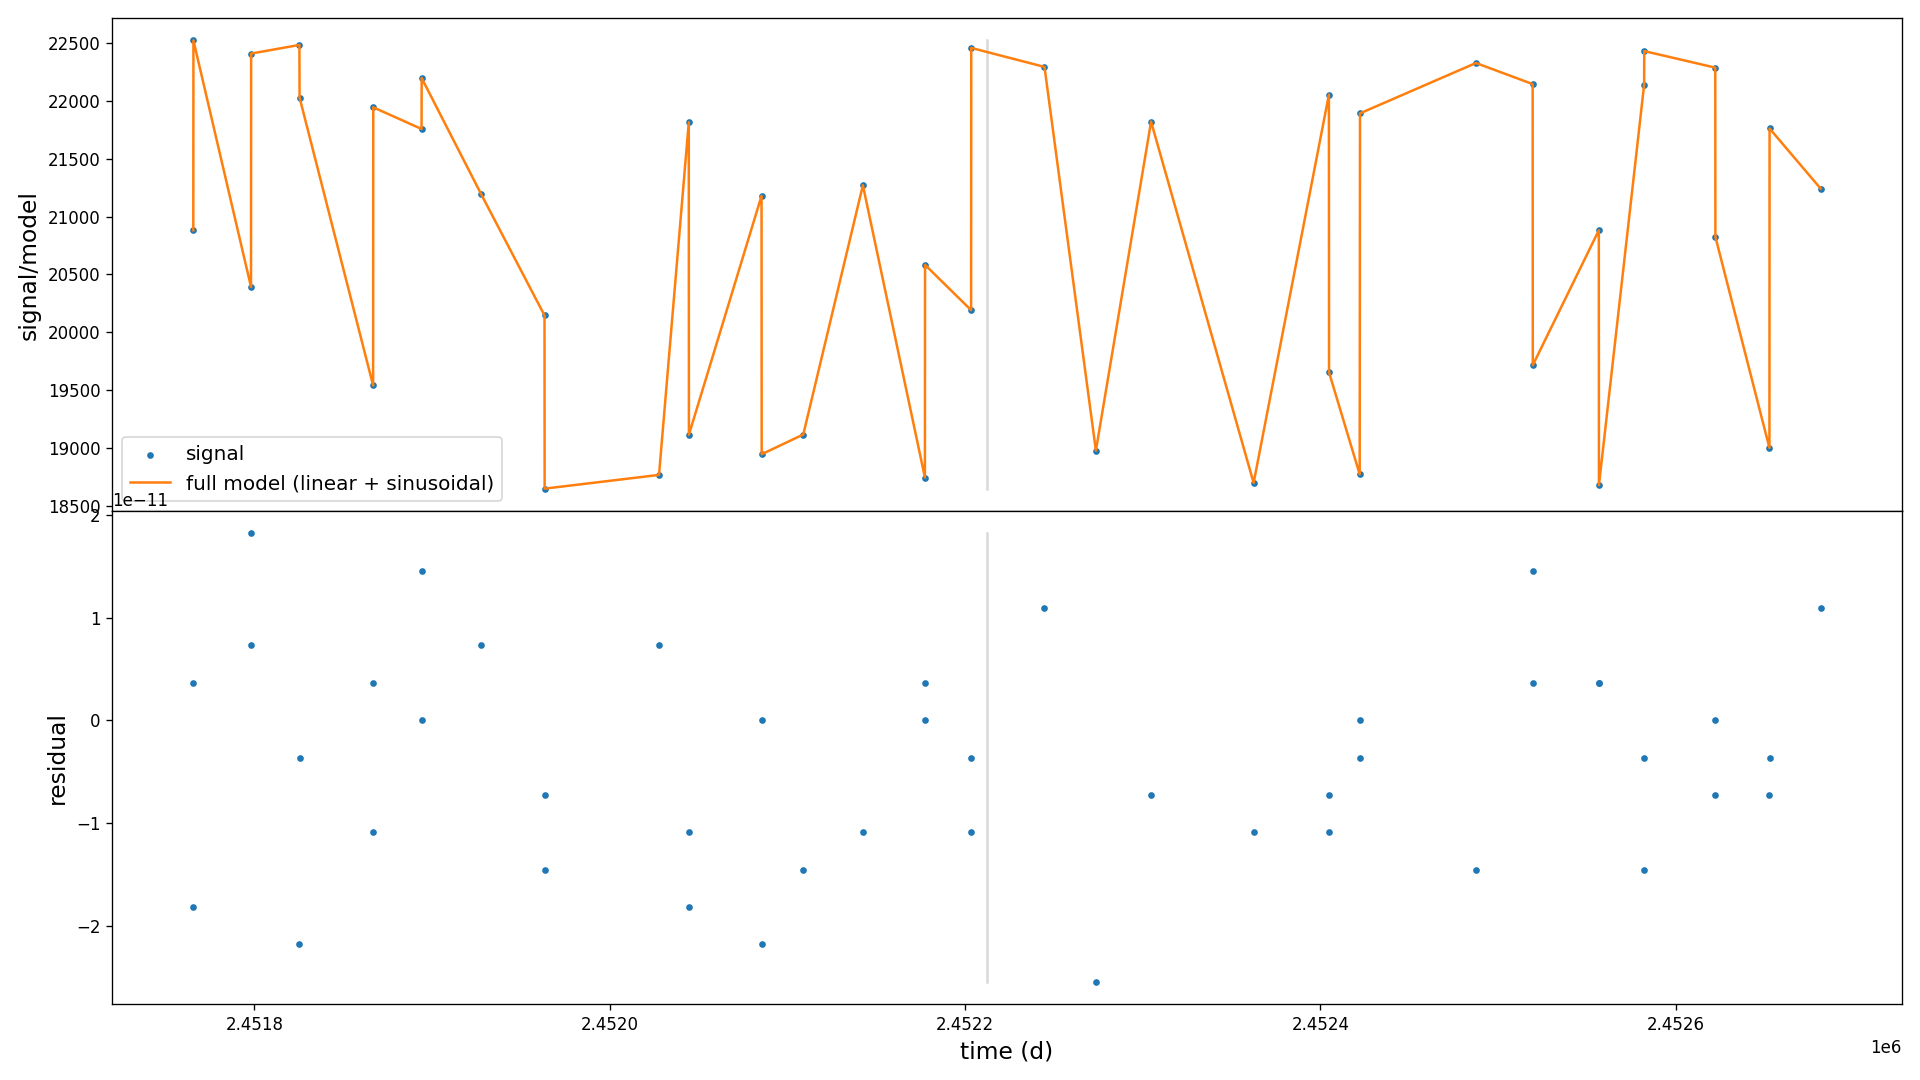 22500
22000
21500
21000
20500
20000
19500
19000
18500
signal/model
signal
full model (linear + sinusoidal)
1e−11
2
1
0
−1
−2
residual
2.4518
2.4520
2.4522
2.4524
2.4526
time (d)
1e6